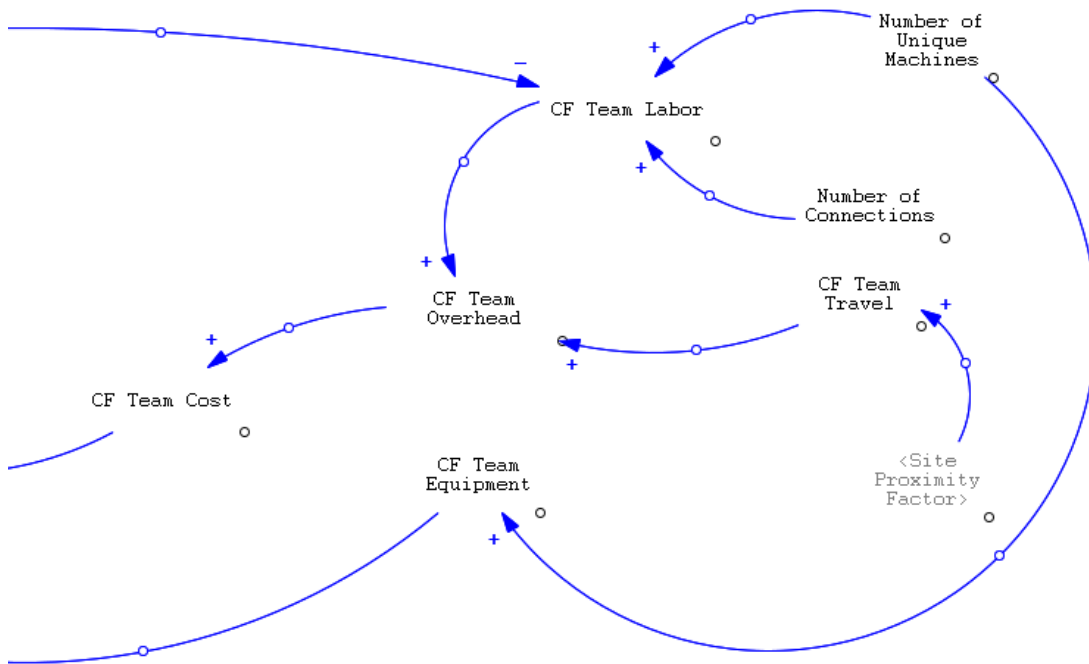 Number of
Unique
Machines
−
+
CF Team Labor
+
Number of
Connections
+
CF Team
Travel
+
CF Team
Overhead
+
+
CF Team Cost
<Site
Proximity
Factor>
CF Team
Equipment
+